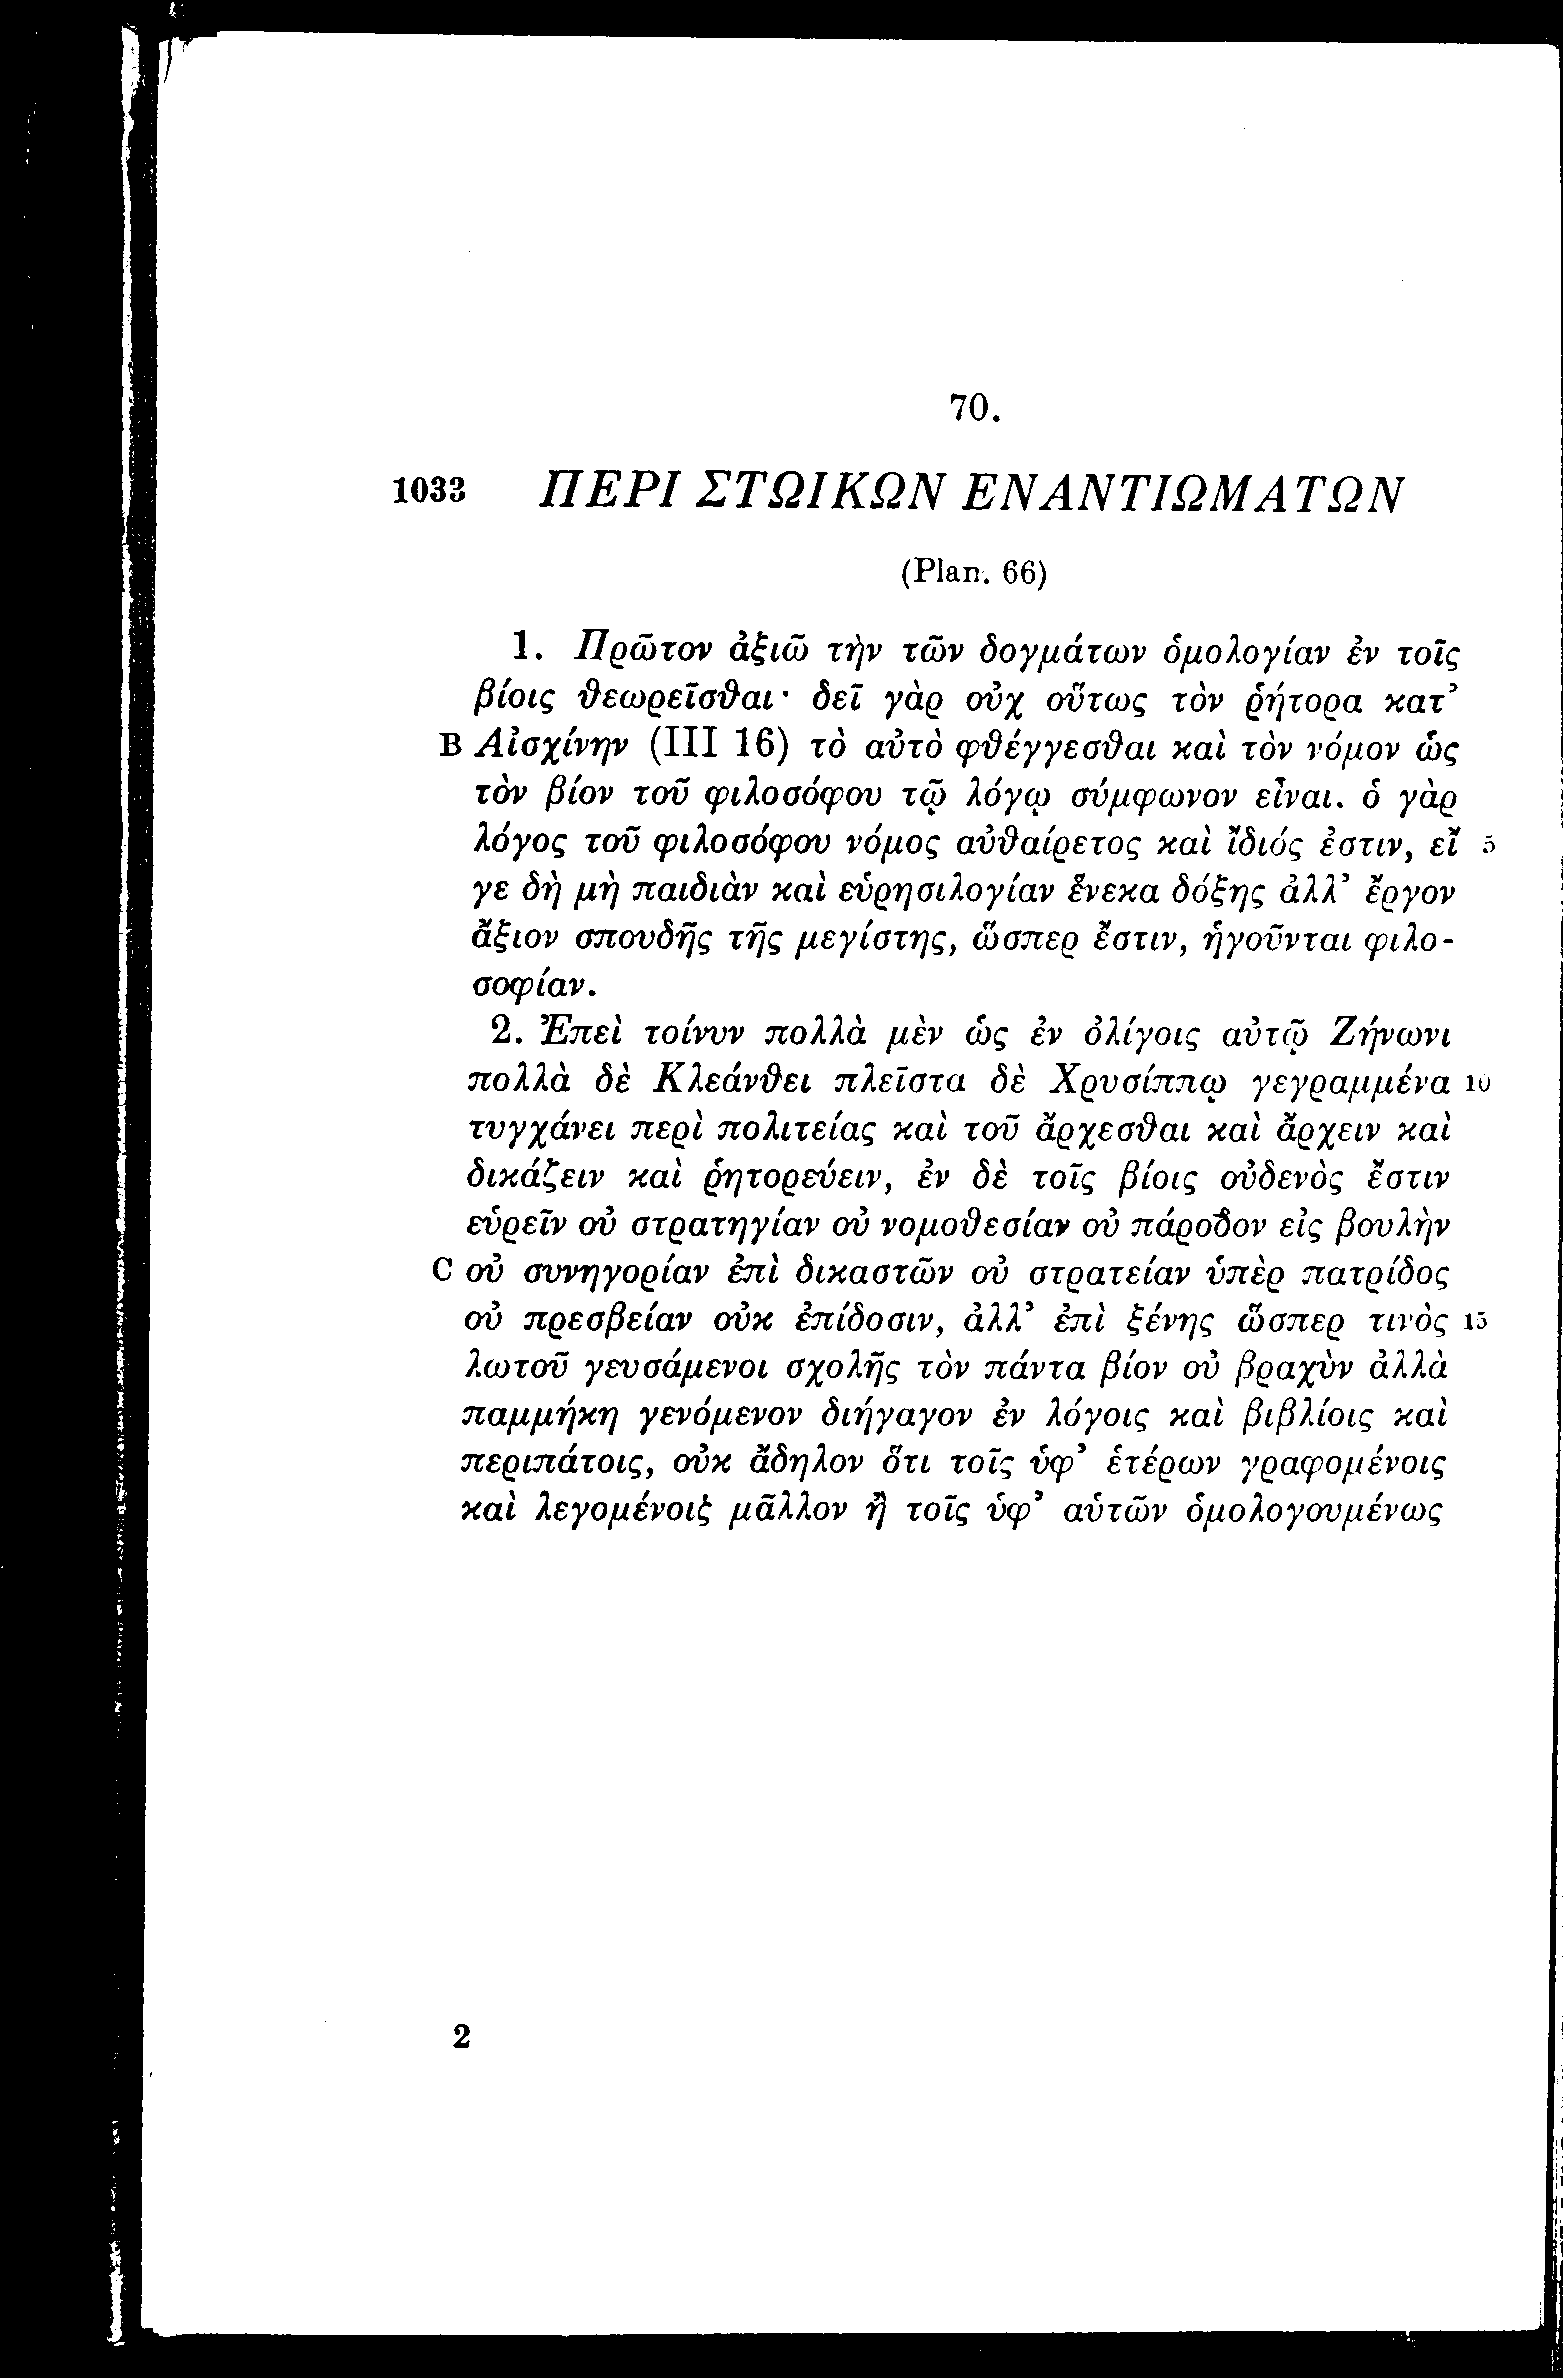 70.
1033 ΠΕΡΙ ΣΤΩΙΚΩΝ ΕΝΑΝΤΙΩΜΑΤΩΝ
(Plan. 66)
1. Πρῶτον ἀξιῶ τὴν τῶν δογμάτων ὁμολογίαν ἐν τοῖς
βίοις θεωρεῖσθαι· δεῖ γὰρ οὐχ οὕτως τὸν ῥήτορα κατ᾽
B Αἰσχίνην (III 16) τὸ αὐτὸ φθέγγεσθαι καὶ τὸν νόμον ὡς
τὸν βίον τοῦ φιλοσόφου τῷ λόγῳ σύμφωνον εἶναι. ὁ γὰρ
λόγος τοῦ φιλοσόφου νόμος αὐθαίρετος καὶ ἴδιός ἐστιν, εἴ 5
γε δὴ μὴ παιδιὰν καὶ εὑρησιλογίαν ἕνεκα δόξης ἀλλ᾽ ἔργον
ἄξιον σπουδῆς τῆς μεγίστης, ὥσπερ ἔστιν, ἡγοῦνται φιλο-
σοφίαν.
2. Ἐπεὶ τοίνυν πολλὰ μὲν ὡς ἐν ὀλίγοις αὐτῷ Ζήνωνι
πολλὰ δὲ Κλεάνθει πλεῖστα δὲ Χρυσίππῳ γεγραμμένα 10
τυγχάνει περὶ πολιτείας καὶ τοῦ ἄρχεσθαι καὶ ἄρχειν καὶ
δικάζειν καὶ ῥητορεύειν, ἐν δὲ τοῖς βίοις οὐδενὸς ἔστιν
εὑρεῖν οὐ στρατηγίαν οὐ νομοθεσίαν οὐ πάροδον εἰς βουλὴν
C οὐ συνηγορίαν ἐπὶ δικαστῶν οὐ στρατείαν ὑπὲρ πατρίδος
οὐ πρεσβείαν οὐκ ἐπίδοσιν, ἀλλ᾽ ἐπὶ ξένης ὥσπερ τινὸς 15
λωτοῦ γευσάμενοι σχολῆς τὸν πάντα βίον οὐ βραχὺν ἀλλὰ
παμμήκη γενόμενον διήγαγον ἐν λόγοις καὶ βιβλίοις καὶ
περιπάτοις, οὐκ ἄδηλον ὅτι τοῖς ὑφ᾽ ἑτέρων γραφομένοις
καὶ λεγομένοις μᾶλλον ἢ τοῖς ὑφ᾽ αὑτῶν ὁμολογουμένως
2